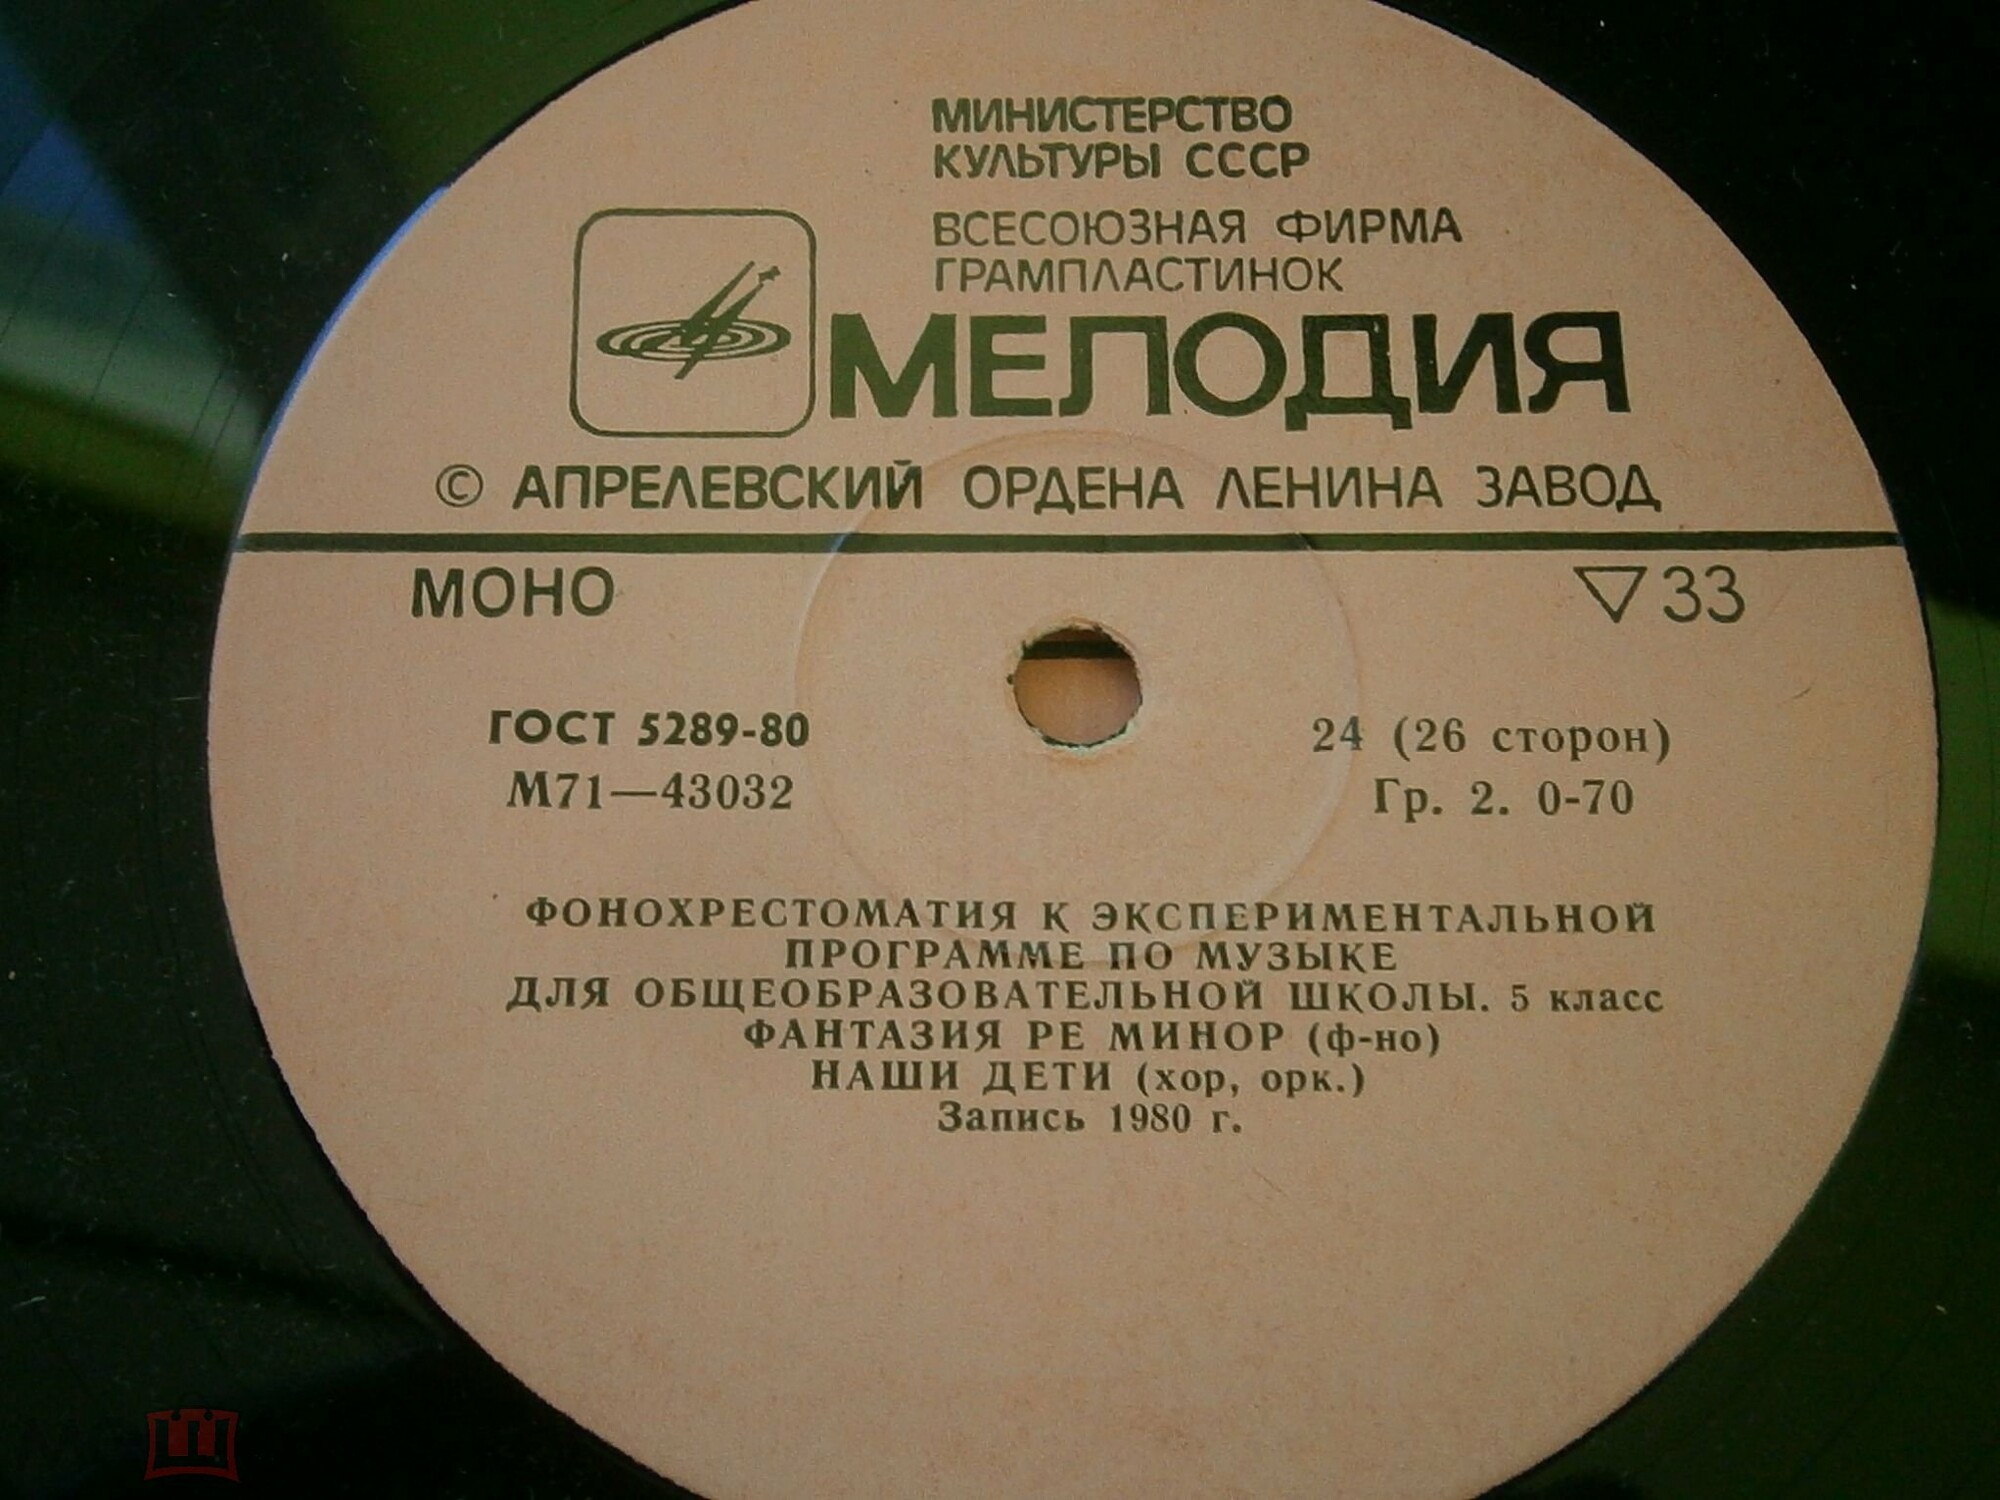 МИНИСТЕРСТВО
КУЛЬТУРЫ СССР
ВСЕСОЮЗНАЯ ФИРМА
ГРАМПЛАСТИНОК
МЕЛОДИЯ
© АПРЕЛЕВСКИЙ ОРДЕНА ЛЕНИНА ЗАВОД
МОНО
▽ 33
ГОСТ 5289-80
М71—43032
24 (26 сторон)
Гр. 2. 0-70
ФОНОХРЕСТОМАТИЯ К ЭКСПЕРИМЕНТАЛЬНОЙ
ПРОГРАММЕ ПО МУЗЫКЕ
ДЛЯ ОБЩЕОБРАЗОВАТЕЛЬНОЙ ШКОЛЫ. 5 класс
ФАНТАЗИЯ РЕ МИНОР (ф-но)
НАШИ ДЕТИ (хор, орк.)
Запись 1980 г.